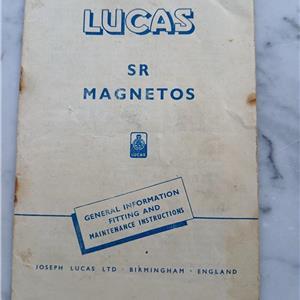 LUCAS
SR
MAGNETOS
LUCAS
GENERAL INFORMATION
FITTING AND
MAINTENANCE INSTRUCTIONS
JOSEPH LUCAS LTD · BIRMINGHAM · ENGLAND